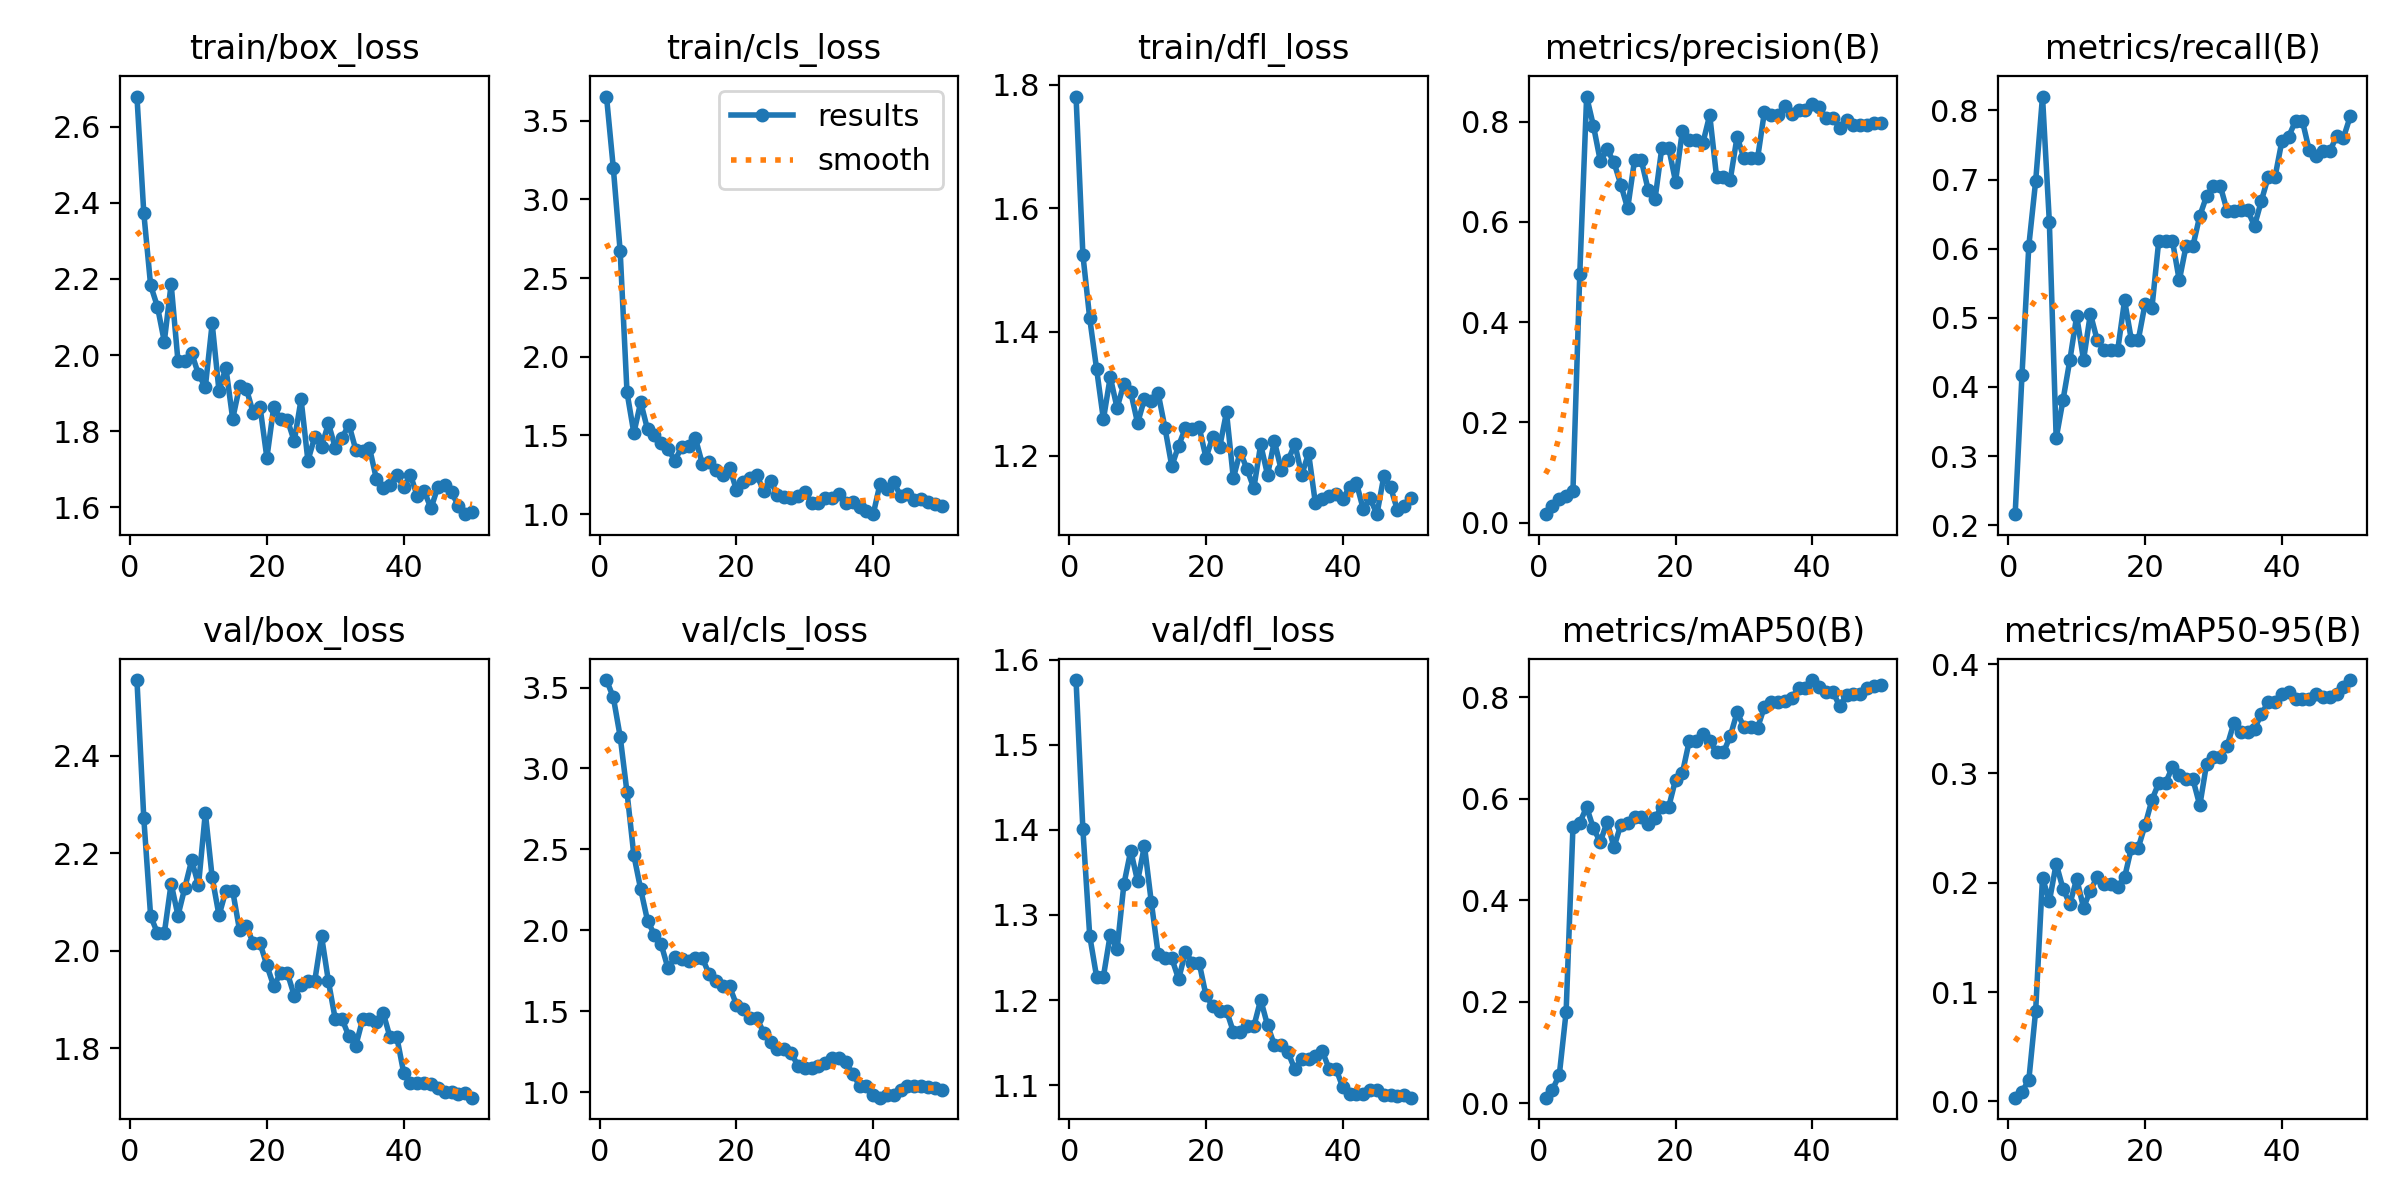 train/box_loss
2.6
2.4
2.2
2.0
1.8
1.6
0 20 40
train/cls_loss
results
smooth
3.5
3.0
2.5
2.0
1.5
1.0
0 20 40
train/dfl_loss
1.8
1.6
1.4
1.2
0 20 40
metrics/precision(B)
0.8
0.6
0.4
0.2
0.0
0 20 40
metrics/recall(B)
0.8
0.7
0.6
0.5
0.4
0.3
0.2
0 20 40
val/box_loss
2.4
2.2
2.0
1.8
0 20 40
val/cls_loss
3.5
3.0
2.5
2.0
1.5
1.0
0 20 40
val/dfl_loss
1.6
1.5
1.4
1.3
1.2
1.1
0 20 40
metrics/mAP50(B)
0.8
0.6
0.4
0.2
0.0
0 20 40
metrics/mAP50-95(B)
0.4
0.3
0.2
0.1
0.0
0 20 40